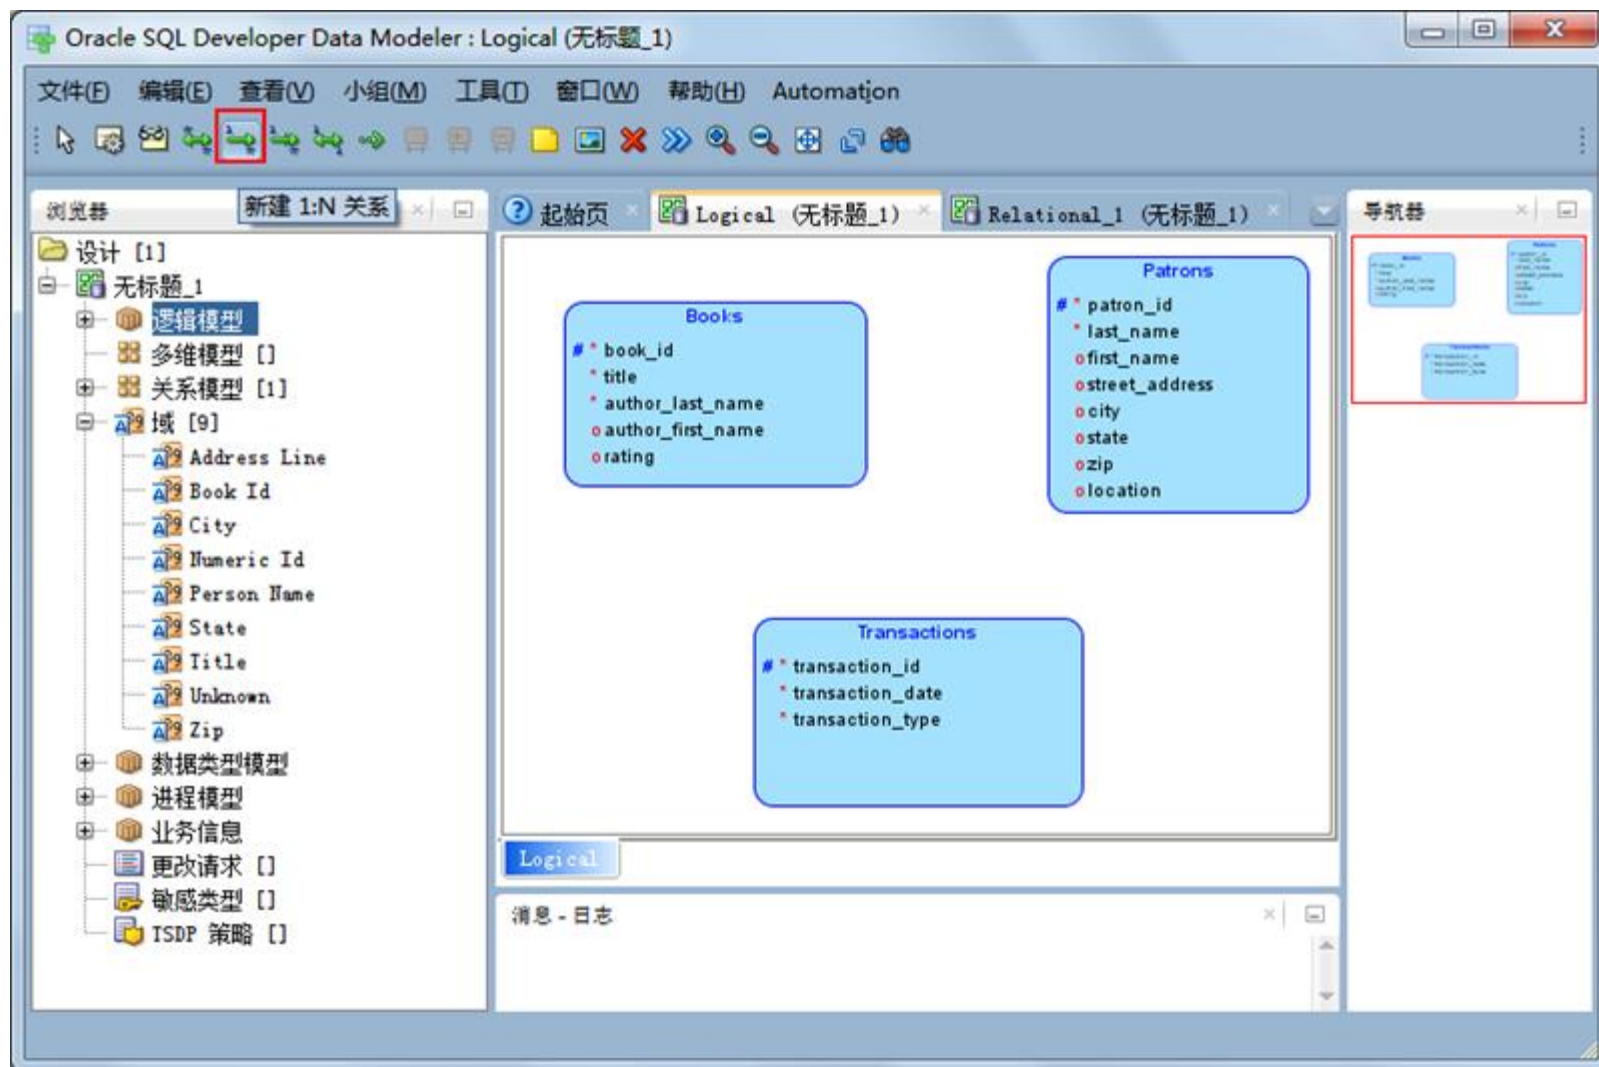 Oracle SQL Developer Data Modeler : Logical (无标题_1)
文件(F) 编辑(E) 查看(V) 小组(M) 工具(T) 窗口(W) 帮助(H) Automation
浏览器
新建 1:N 关系
起始页
Logical (无标题_1)
Relational_1 (无标题_1)
导航器
设计 [1]
无标题_1
逻辑模型
多维模型 []
关系模型 [1]
域 [9]
Address Line
Book Id
City
Numeric Id
Person Name
State
Title
Unknown
Zip
数据类型模型
进程模型
业务信息
更改请求 []
敏感类型 []
TSDP 策略 []
Books
# * book_id
* title
* author_last_name
o author_first_name
o rating
Patrons
# * patron_id
* last_name
o first_name
o street_address
o city
o state
o zip
o location
Transactions
# * transaction_id
* transaction_date
* transaction_type
Logical
消息 - 日志